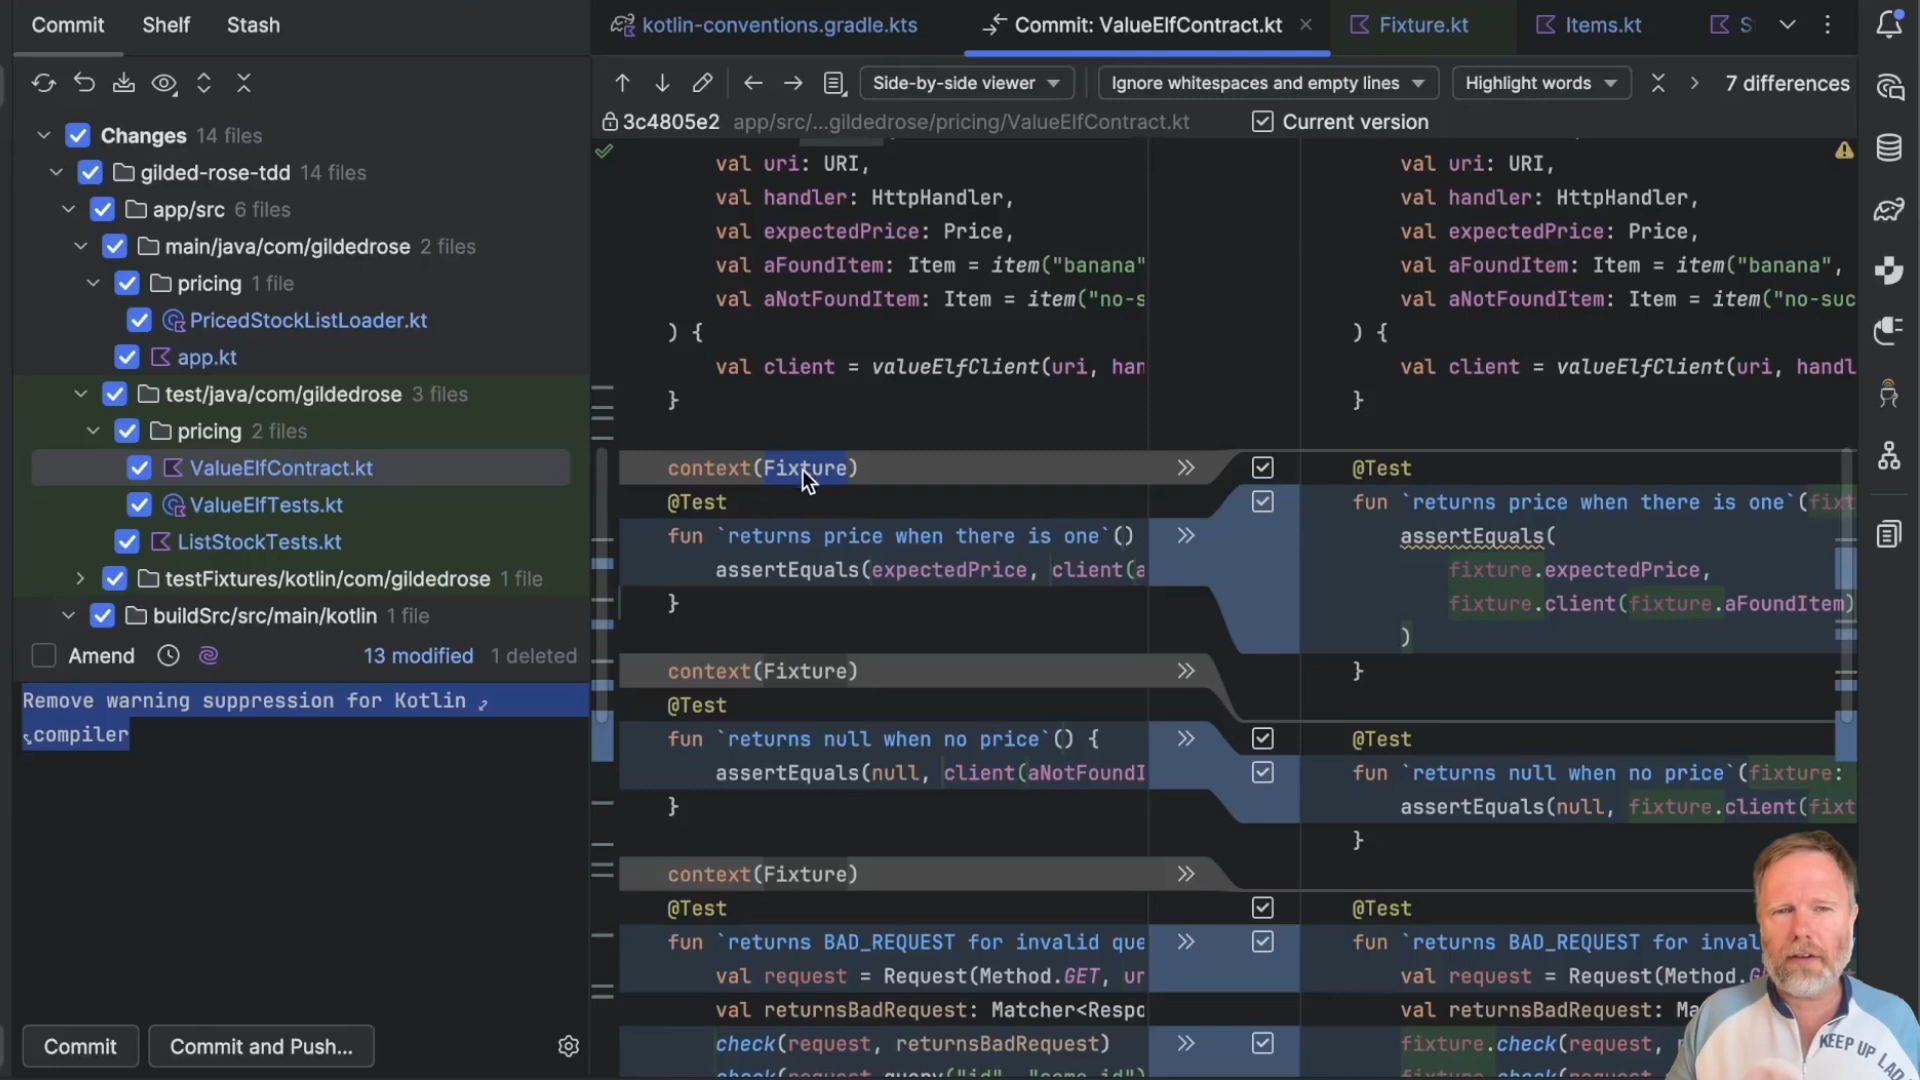 Commit Shelf Stash
kotlin-conventions.gradle.kts Commit: ValueElfContract.kt Fixture.kt Items.kt S
Side-by-side viewer Ignore whitespaces and empty lines Highlight words 7 differences
3c4805e2 app/src/...gildedrose/pricing/ValueElfContract.kt Current version
Changes 14 files
gilded-rose-tdd 14 files
app/src 6 files
main/java/com/gildedrose 2 files
pricing 1 file
PricedStockListLoader.kt
app.kt
test/java/com/gildedrose 3 files
pricing 2 files
ValueElfContract.kt
ValueElfTests.kt
ListStockTests.kt
testFixtures/kotlin/com/gildedrose 1 file
buildSrc/src/main/kotlin 1 file
Amend 13 modified 1 deleted
Remove warning suppression for Kotlin
compiler
Commit Commit and Push...
val uri: URI,
val handler: HttpHandler,
val expectedPrice: Price,
val aFoundItem: Item = item("banana"
val aNotFoundItem: Item = item("no-s
) {
val client = valueElfClient(uri, han
}
context(Fixture)
@Test
fun `returns price when there is one`()
assertEquals(expectedPrice, client(a
}
context(Fixture)
@Test
fun `returns null when no price`() {
assertEquals(null, client(aNotFoundI
}
context(Fixture)
@Test
fun `returns BAD_REQUEST for invalid que
val request = Request(Method.GET, ur
val returnsBadRequest: Matcher<Respo
check(request, returnsBadRequest)
check(request.query("id", "some-id")
val uri: URI,
val handler: HttpHandler,
val expectedPrice: Price,
val aFoundItem: Item = item("banana",
val aNotFoundItem: Item = item("no-suc
) {
val client = valueElfClient(uri, handl
}
@Test
fun `returns price when there is one`(fixt
assertEquals(
fixture.expectedPrice,
fixture.client(fixture.aFoundItem)
)
}
@Test
fun `returns null when no price`(fixture:
assertEquals(null, fixture.client(fixt
}
@Test
fun `returns BAD_REQUEST for inval
val request = Request(Method.G
val returnsBadRequest: Ma
fixture.check(request,
KEEP UP LAD